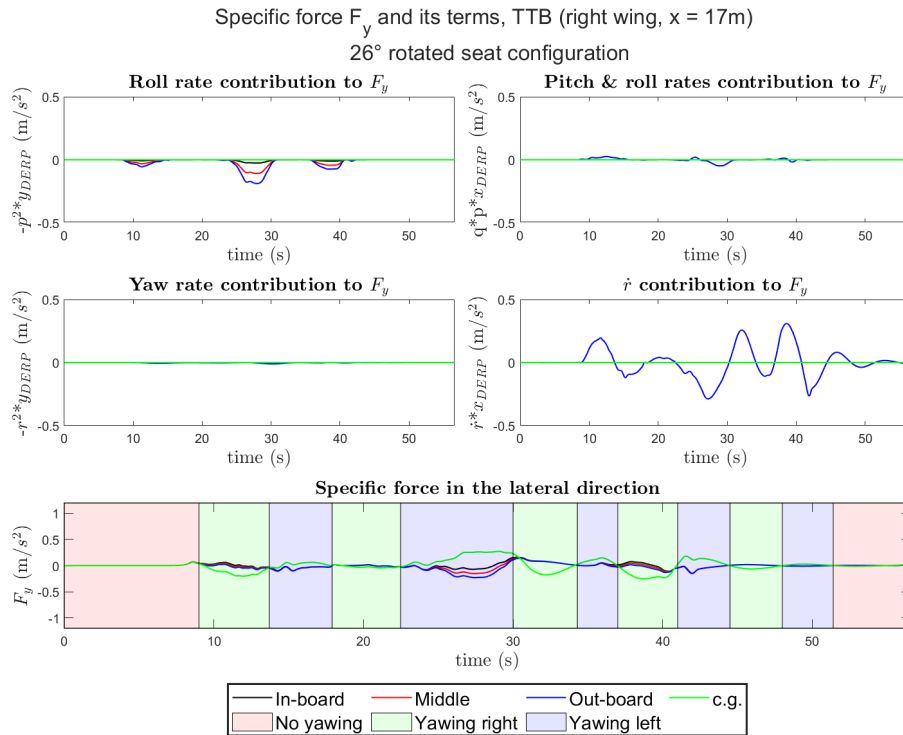 Specific force F_y and its terms, TTB (right wing, x = 17m)
26° rotated seat configuration
Roll rate contribution to F_y
-p²*y_DERP (m/s²)
0.5
0
-0.5
0 10 20 30 40 50
time (s)
Pitch & roll rates contribution to F_y
q*p*x_DERP (m/s²)
0.5
0
-0.5
0 10 20 30 40 50
time (s)
Yaw rate contribution to F_y
-r²*y_DERP (m/s²)
0.5
0
-0.5
0 10 20 30 40 50
time (s)
ṙ contribution to F_y
ṙ*x_DERP (m/s²)
0.5
0
-0.5
0 10 20 30 40 50
time (s)
Specific force in the lateral direction
F_y (m/s²)
1
0.5
0
-0.5
-1
0 10 20 30 40 50
time (s)
In-board Middle Out-board c.g.
No yawing Yawing right Yawing left